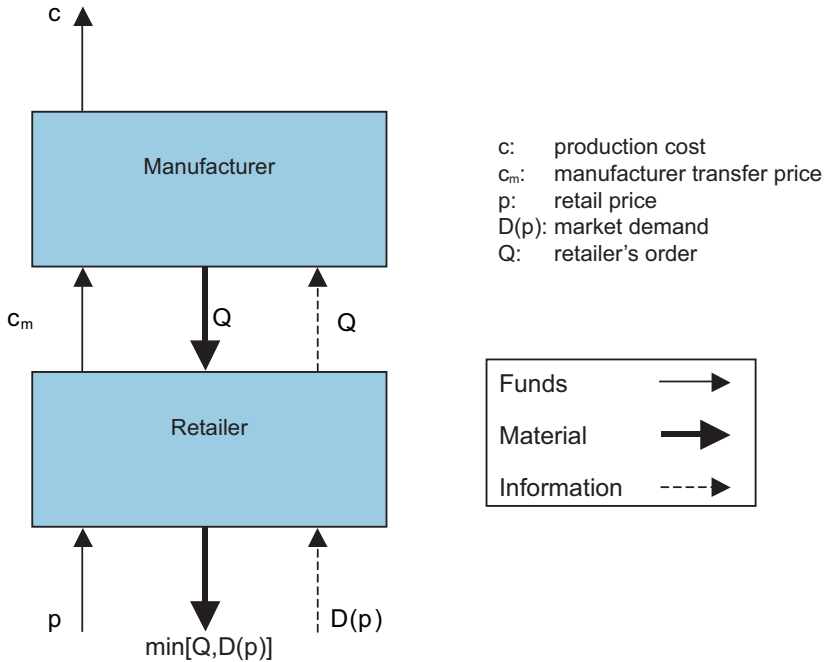 c
Manufacturer
c: production cost
cₘ: manufacturer transfer price
p: retail price
D(p): market demand
Q: retailer's order
cₘ
Q
Q
Retailer
Funds
Material
Information
p
D(p)
min[Q,D(p)]